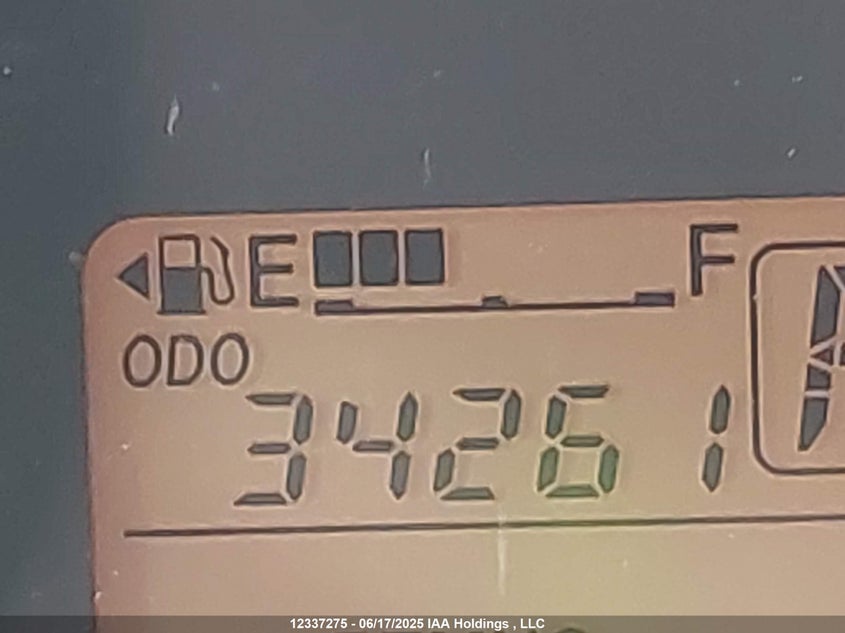 E F
ODO
34261
12337275 - 06/17/2025 IAA Holdings , LLC